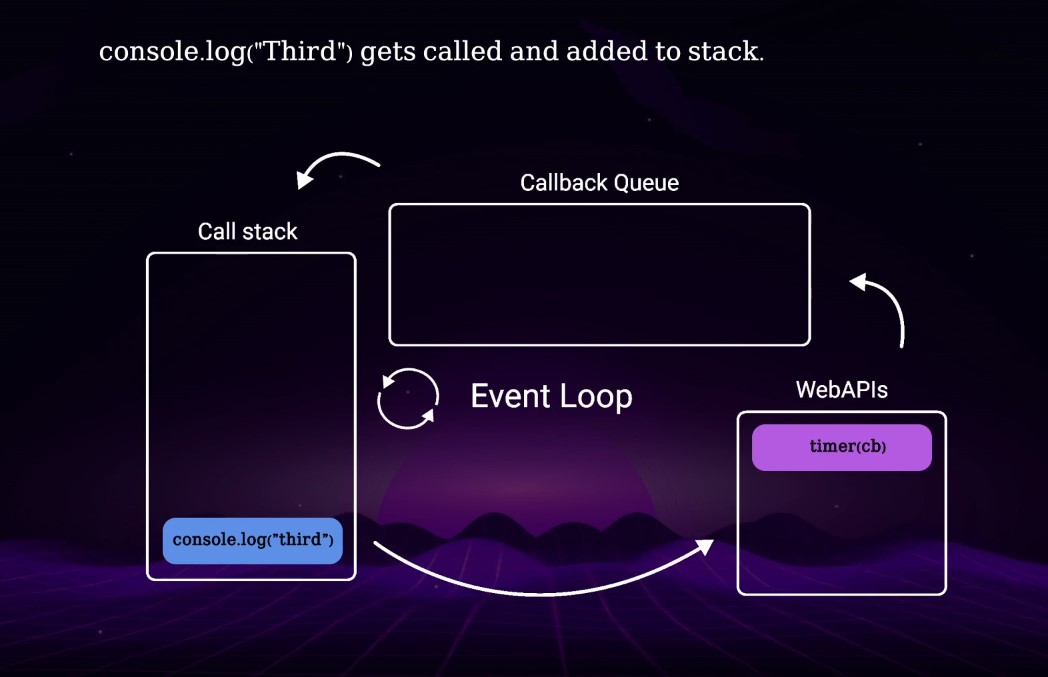 console.log("Third") gets called and added to stack.
Callback Queue
Call stack
Event Loop
WebAPIs
timer(cb)
console.log("third")